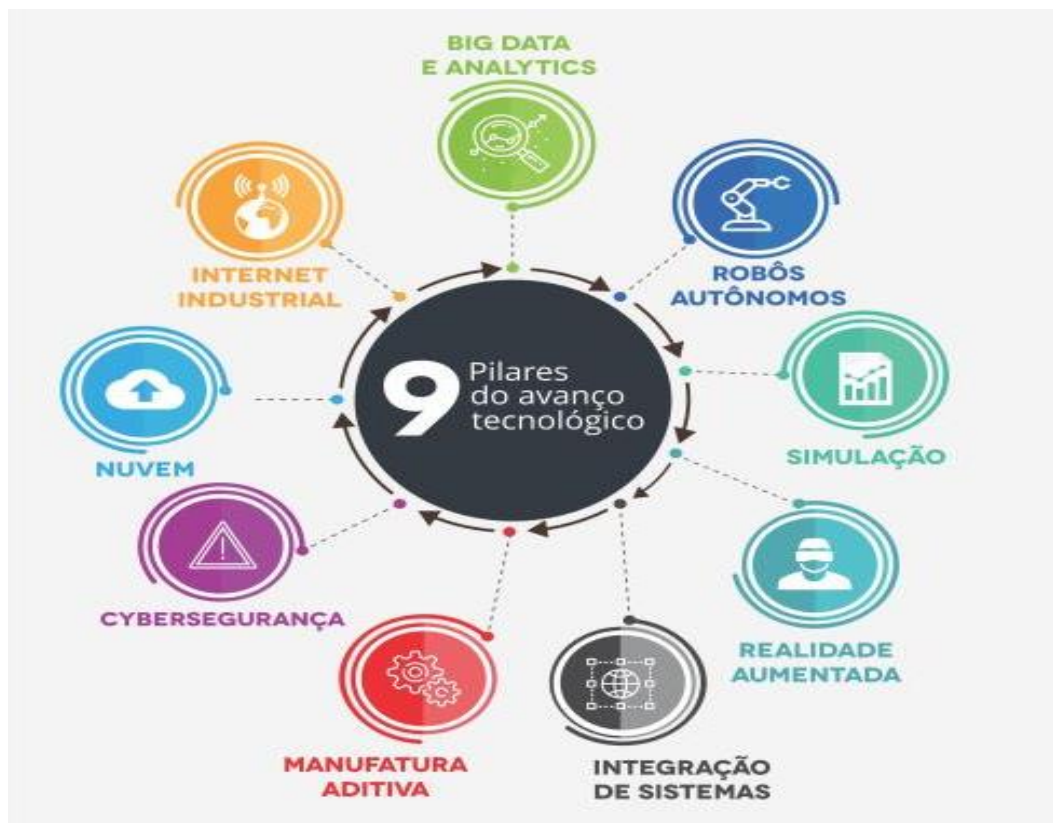 BIG DATA
E ANALYTICS
ROBÔS
AUTÔNOMOS
SIMULAÇÃO
REALIDADE
AUMENTADA
INTEGRAÇÃO
DE SISTEMAS
MANUFATURA
ADITIVA
CYBERSEGURANÇA
NUVEM
INTERNET
INDUSTRIAL
9 Pilares
do avanço
tecnológico